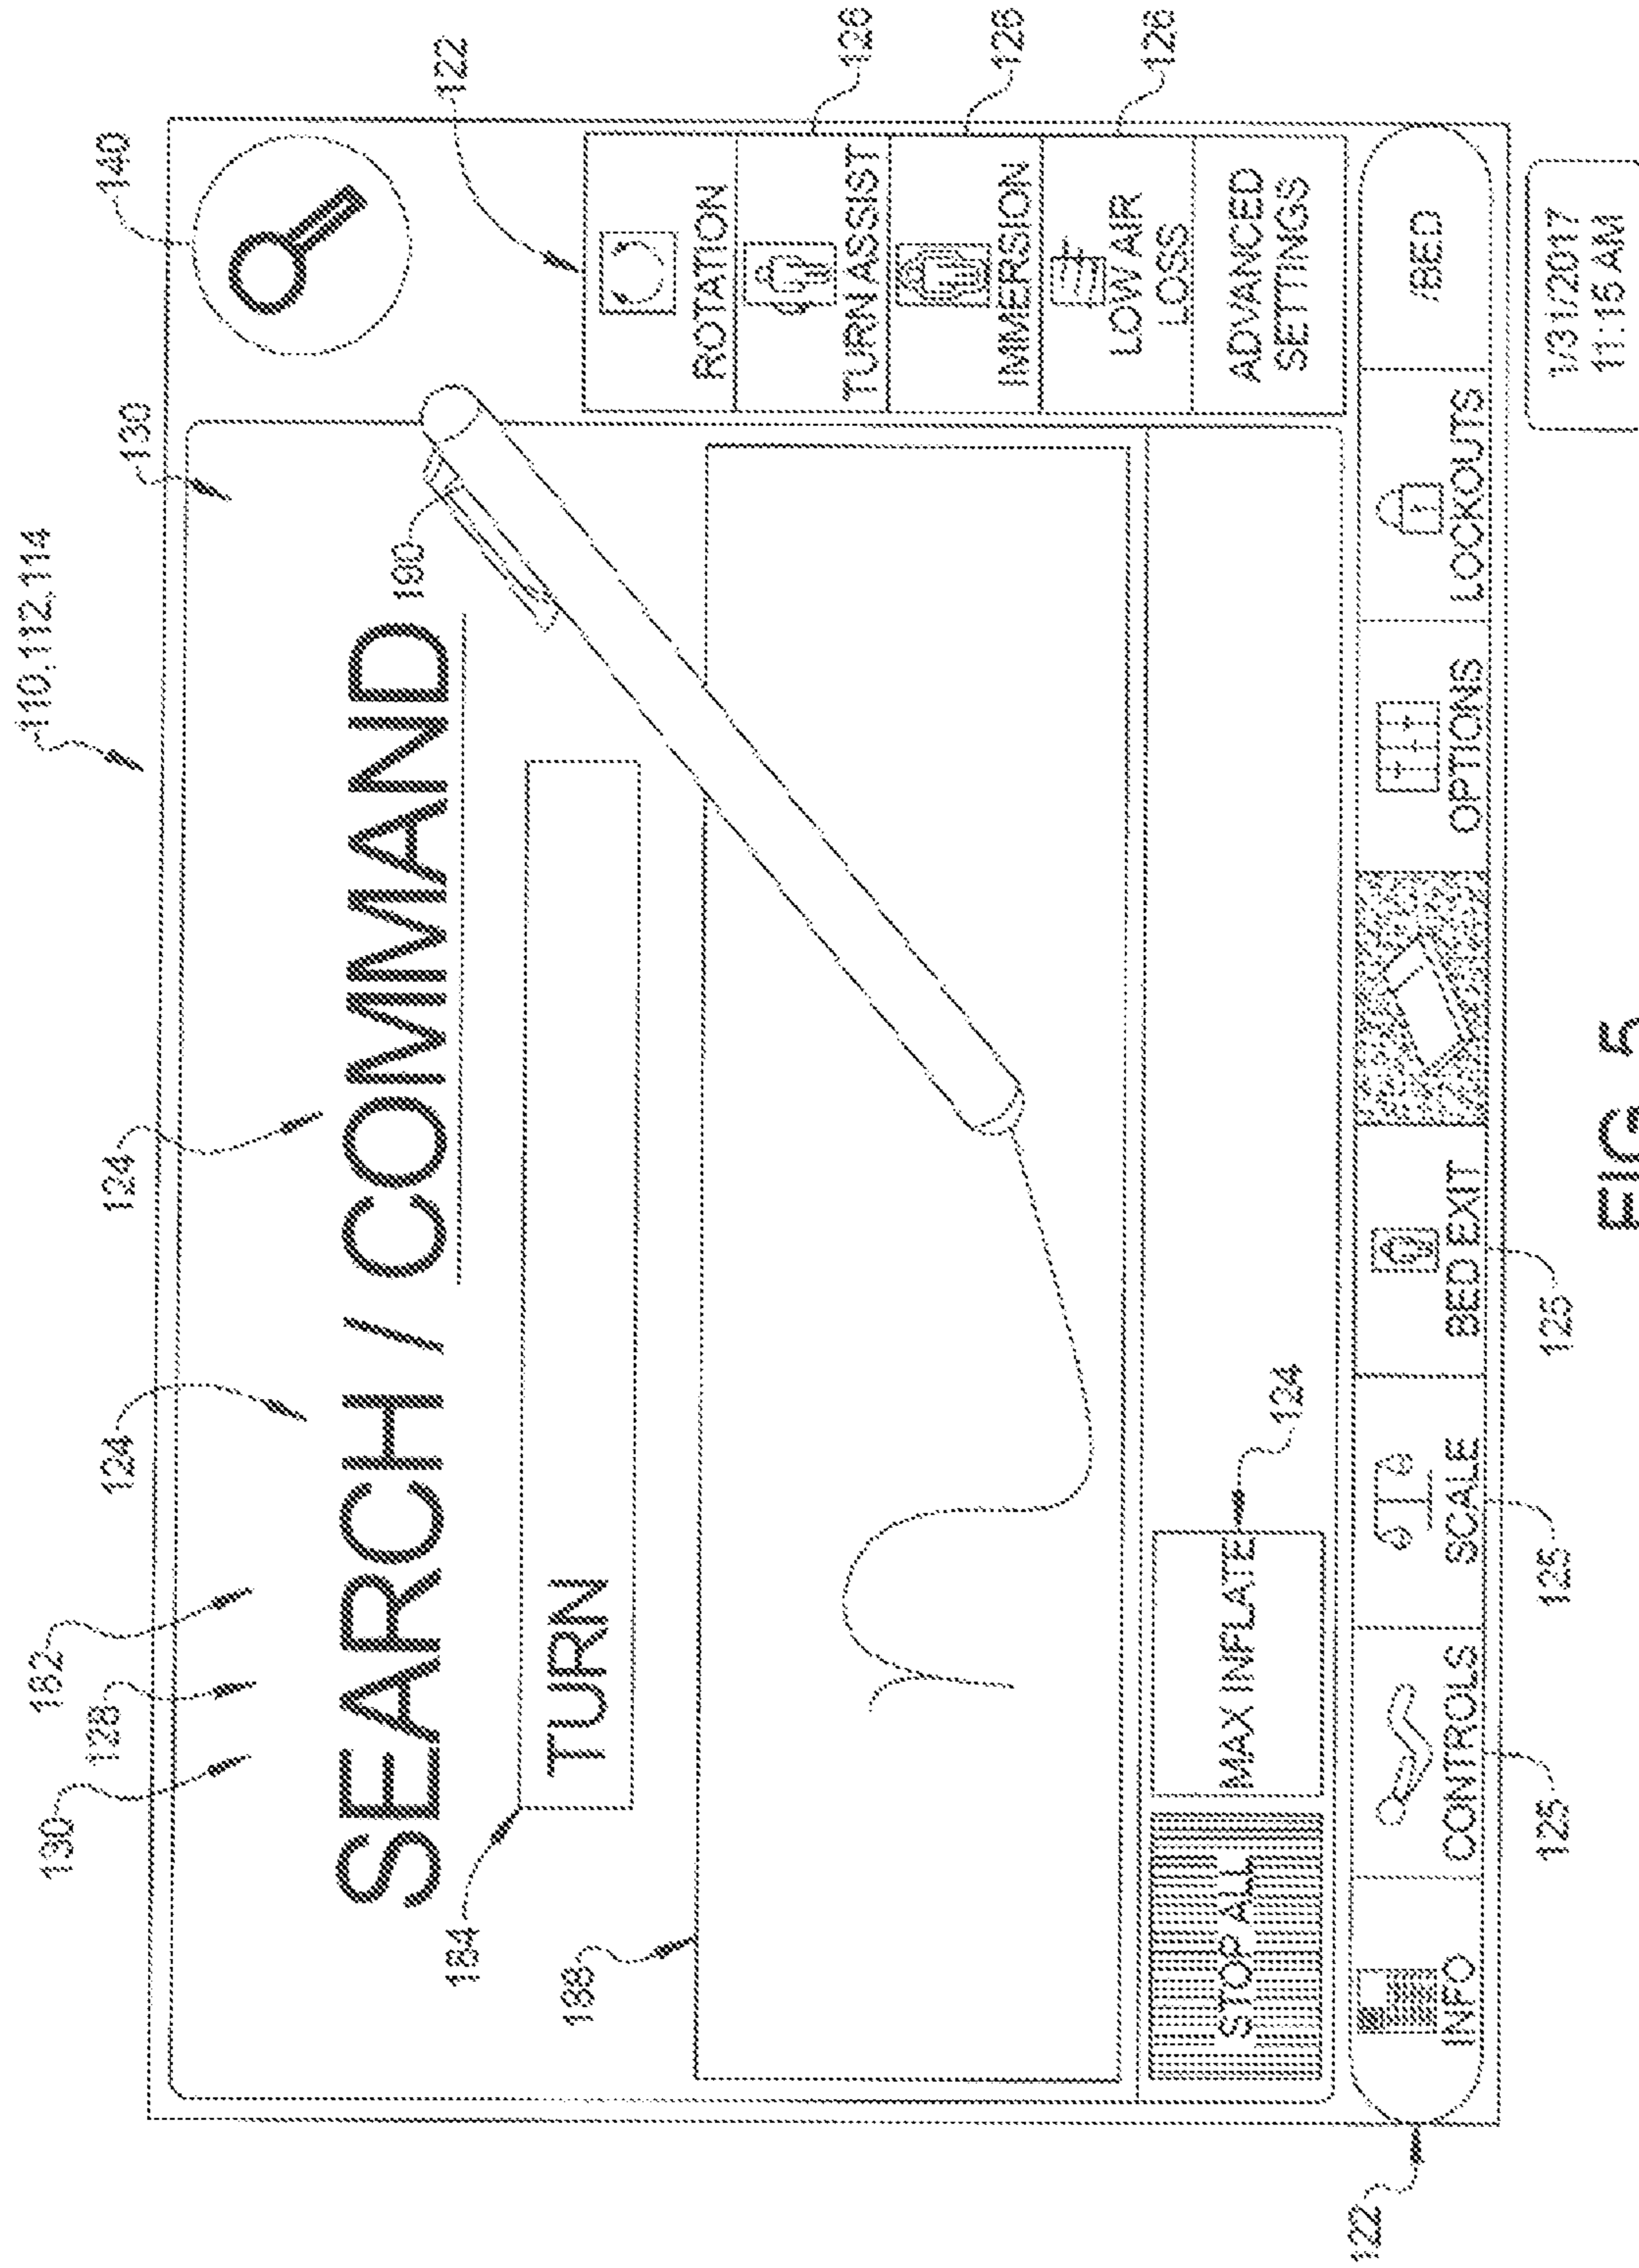 110,112,114
130
128
182
124
124
130
140
SEARCH / COMMAND
190
122
184
TURN
188
ROTATION
TURN ASSIST
126
IMMERSION
126
LOW AIR
LOSS
126
ADVANCED
SETTINGS
STOP ALL
MAX INFLATE
124
122
INFO
CONTROLS
SCALE
BED EXIT
OPTIONS
LOCKOUTS
/BED
125
125
125
1/31/2017
11:15 AM
FIG. 5